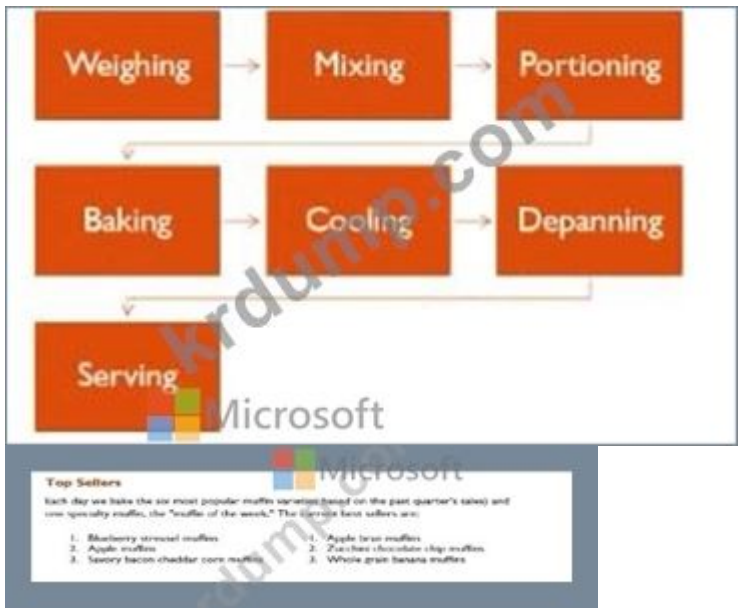 Weighing
Mixing
Portioning
Baking
Cooling
Depanning
Serving
krdump.com
Microsoft
Microsoft
Top Sellers
Each day we bake the six most popular muffin varieties based on the past quarter's sales) and
one specialty muffin, the "muffin of the week." The current best sellers are:
1. Blueberry streusel muffins
2. Apple muffins
3. Savory bacon cheddar corn muffins
1. Apple bran muffins
2. Zucchini chocolate chip muffins
3. Whole grain banana muffins